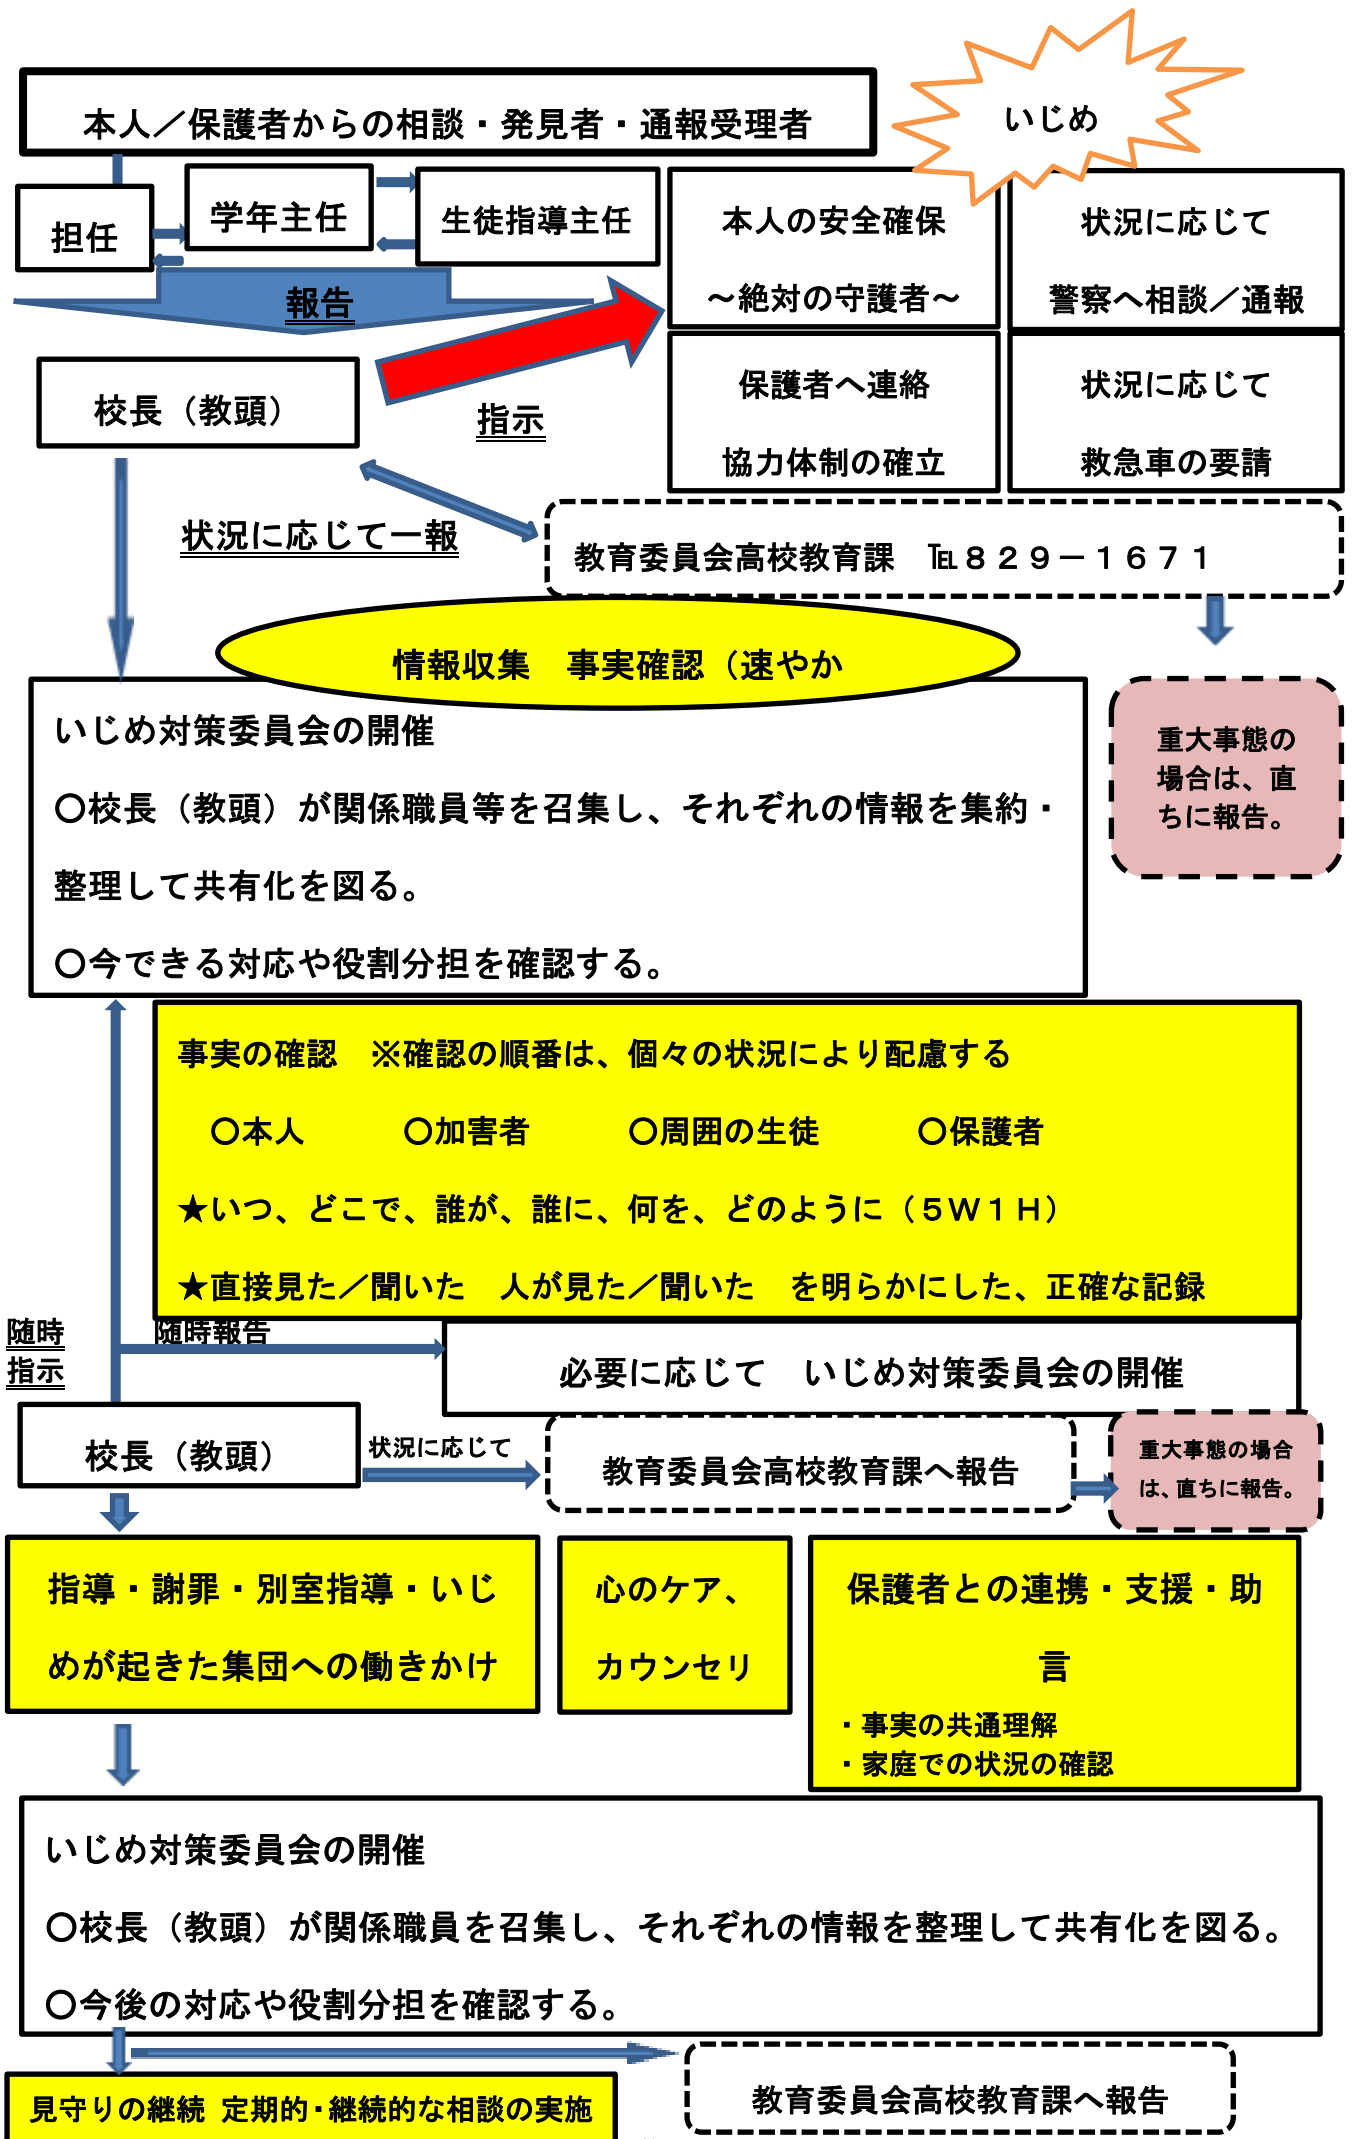 いじめ
本人／保護者からの相談・発見者・通報受理者
担任
学年主任
生徒指導主任
本人の安全確保
～絶対の守護者～
状況に応じて
警察へ相談／通報
報告
校長（教頭）
指示
保護者へ連絡
協力体制の確立
状況に応じて
救急車の要請
状況に応じて一報
教育委員会高校教育課　℡８２９－１６７１
情報収集　事実確認（速やか
いじめ対策委員会の開催
〇校長（教頭）が関係職員等を召集し、それぞれの情報を集約・
整理して共有化を図る。
〇今できる対応や役割分担を確認する。
重大事態の
場合は、直
ちに報告。
事実の確認　※確認の順番は、個々の状況により配慮する
〇本人　　　〇加害者　　　〇周囲の生徒　　　〇保護者
★いつ、どこで、誰が、誰に、何を、どのように（５Ｗ１Ｈ）
★直接見た／聞いた　人が見た／聞いた　を明らかにした、正確な記録
随時
指示
随時報告
必要に応じて　いじめ対策委員会の開催
校長（教頭）
状況に応じて
教育委員会高校教育課へ報告
重大事態の場合
は、直ちに報告。
指導・謝罪・別室指導・いじ
めが起きた集団への働きかけ
心のケア、
カウンセリ
保護者との連携・支援・助
言
・事実の共通理解
・家庭での状況の確認
いじめ対策委員会の開催
〇校長（教頭）が関係職員を召集し、それぞれの情報を整理して共有化を図る。
〇今後の対応や役割分担を確認する。
教育委員会高校教育課へ報告
見守りの継続 定期的・継続的な相談の実施